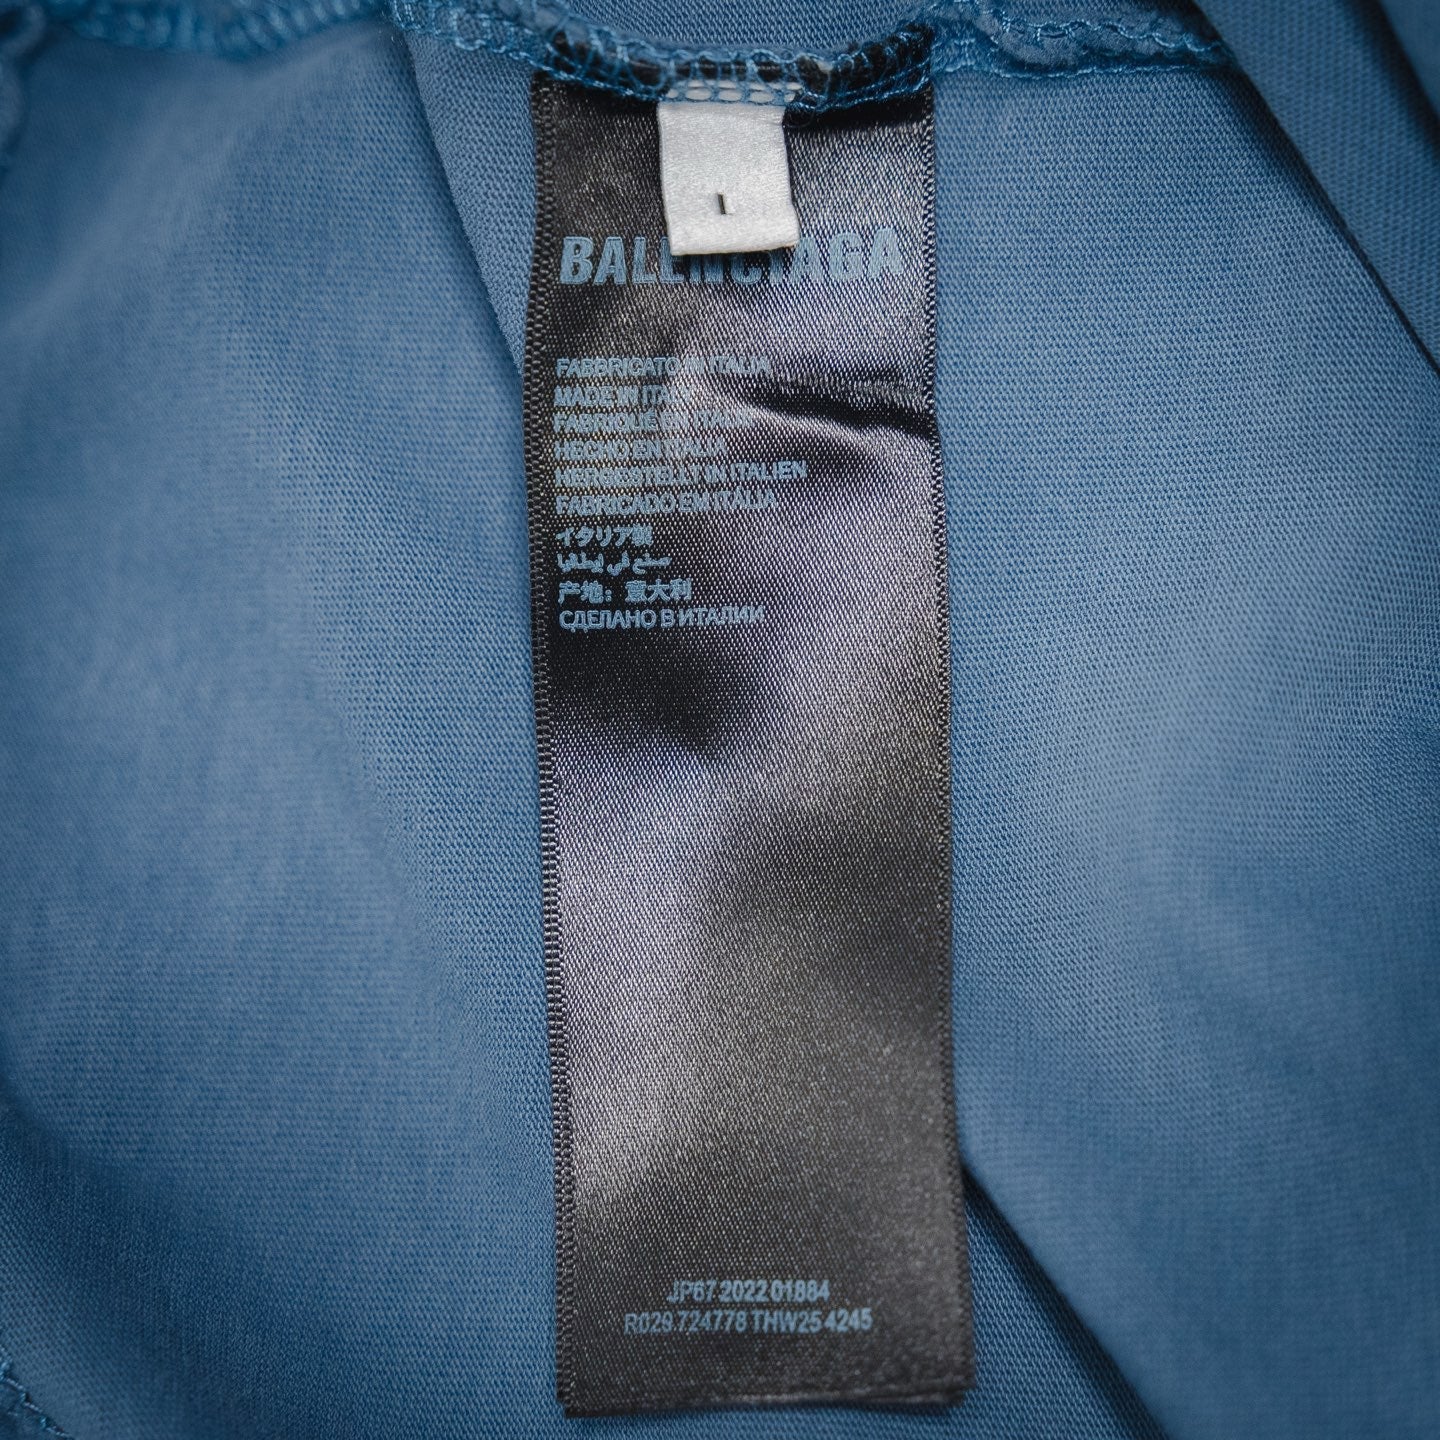 L
BALENCIAGA
FABBRICATO IN ITALIA
MADE IN ITALY
FABRIQUE EN ITALIE
HECHO EN ITALIA
HERGESTELLT IN ITALIEN
FABRICADO EM ITÁLIA
イタリア製
صنع في إيطاليا
产地：意大利
СДЕЛАНО В ИТАЛИИ
JP67 2022 01884
R029 724778 THW25 4245